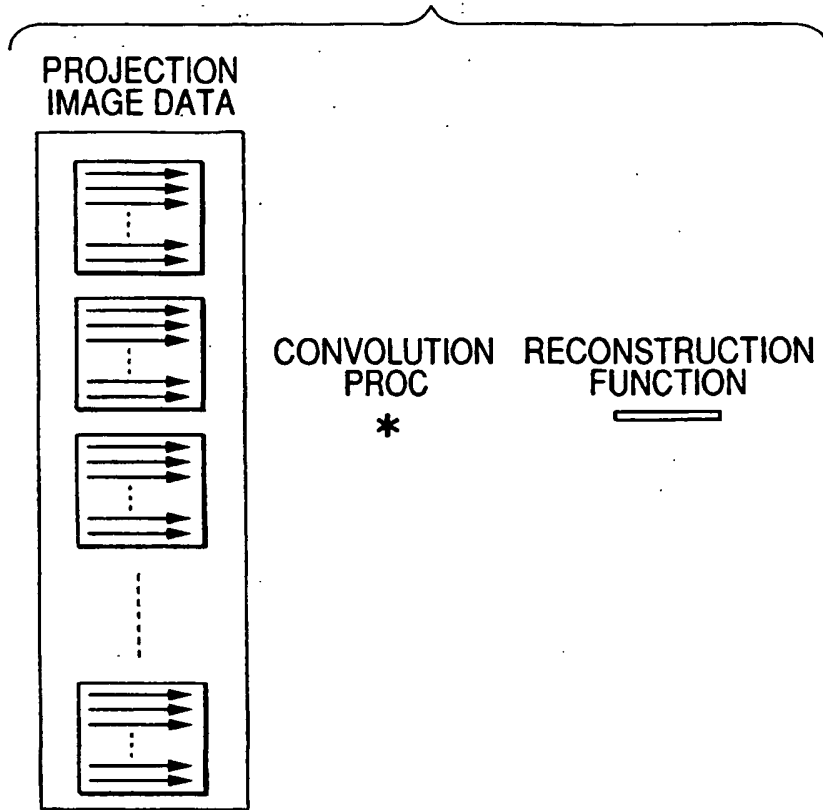 PROJECTION
IMAGE DATA
CONVOLUTION
PROC
*
RECONSTRUCTION
FUNCTION